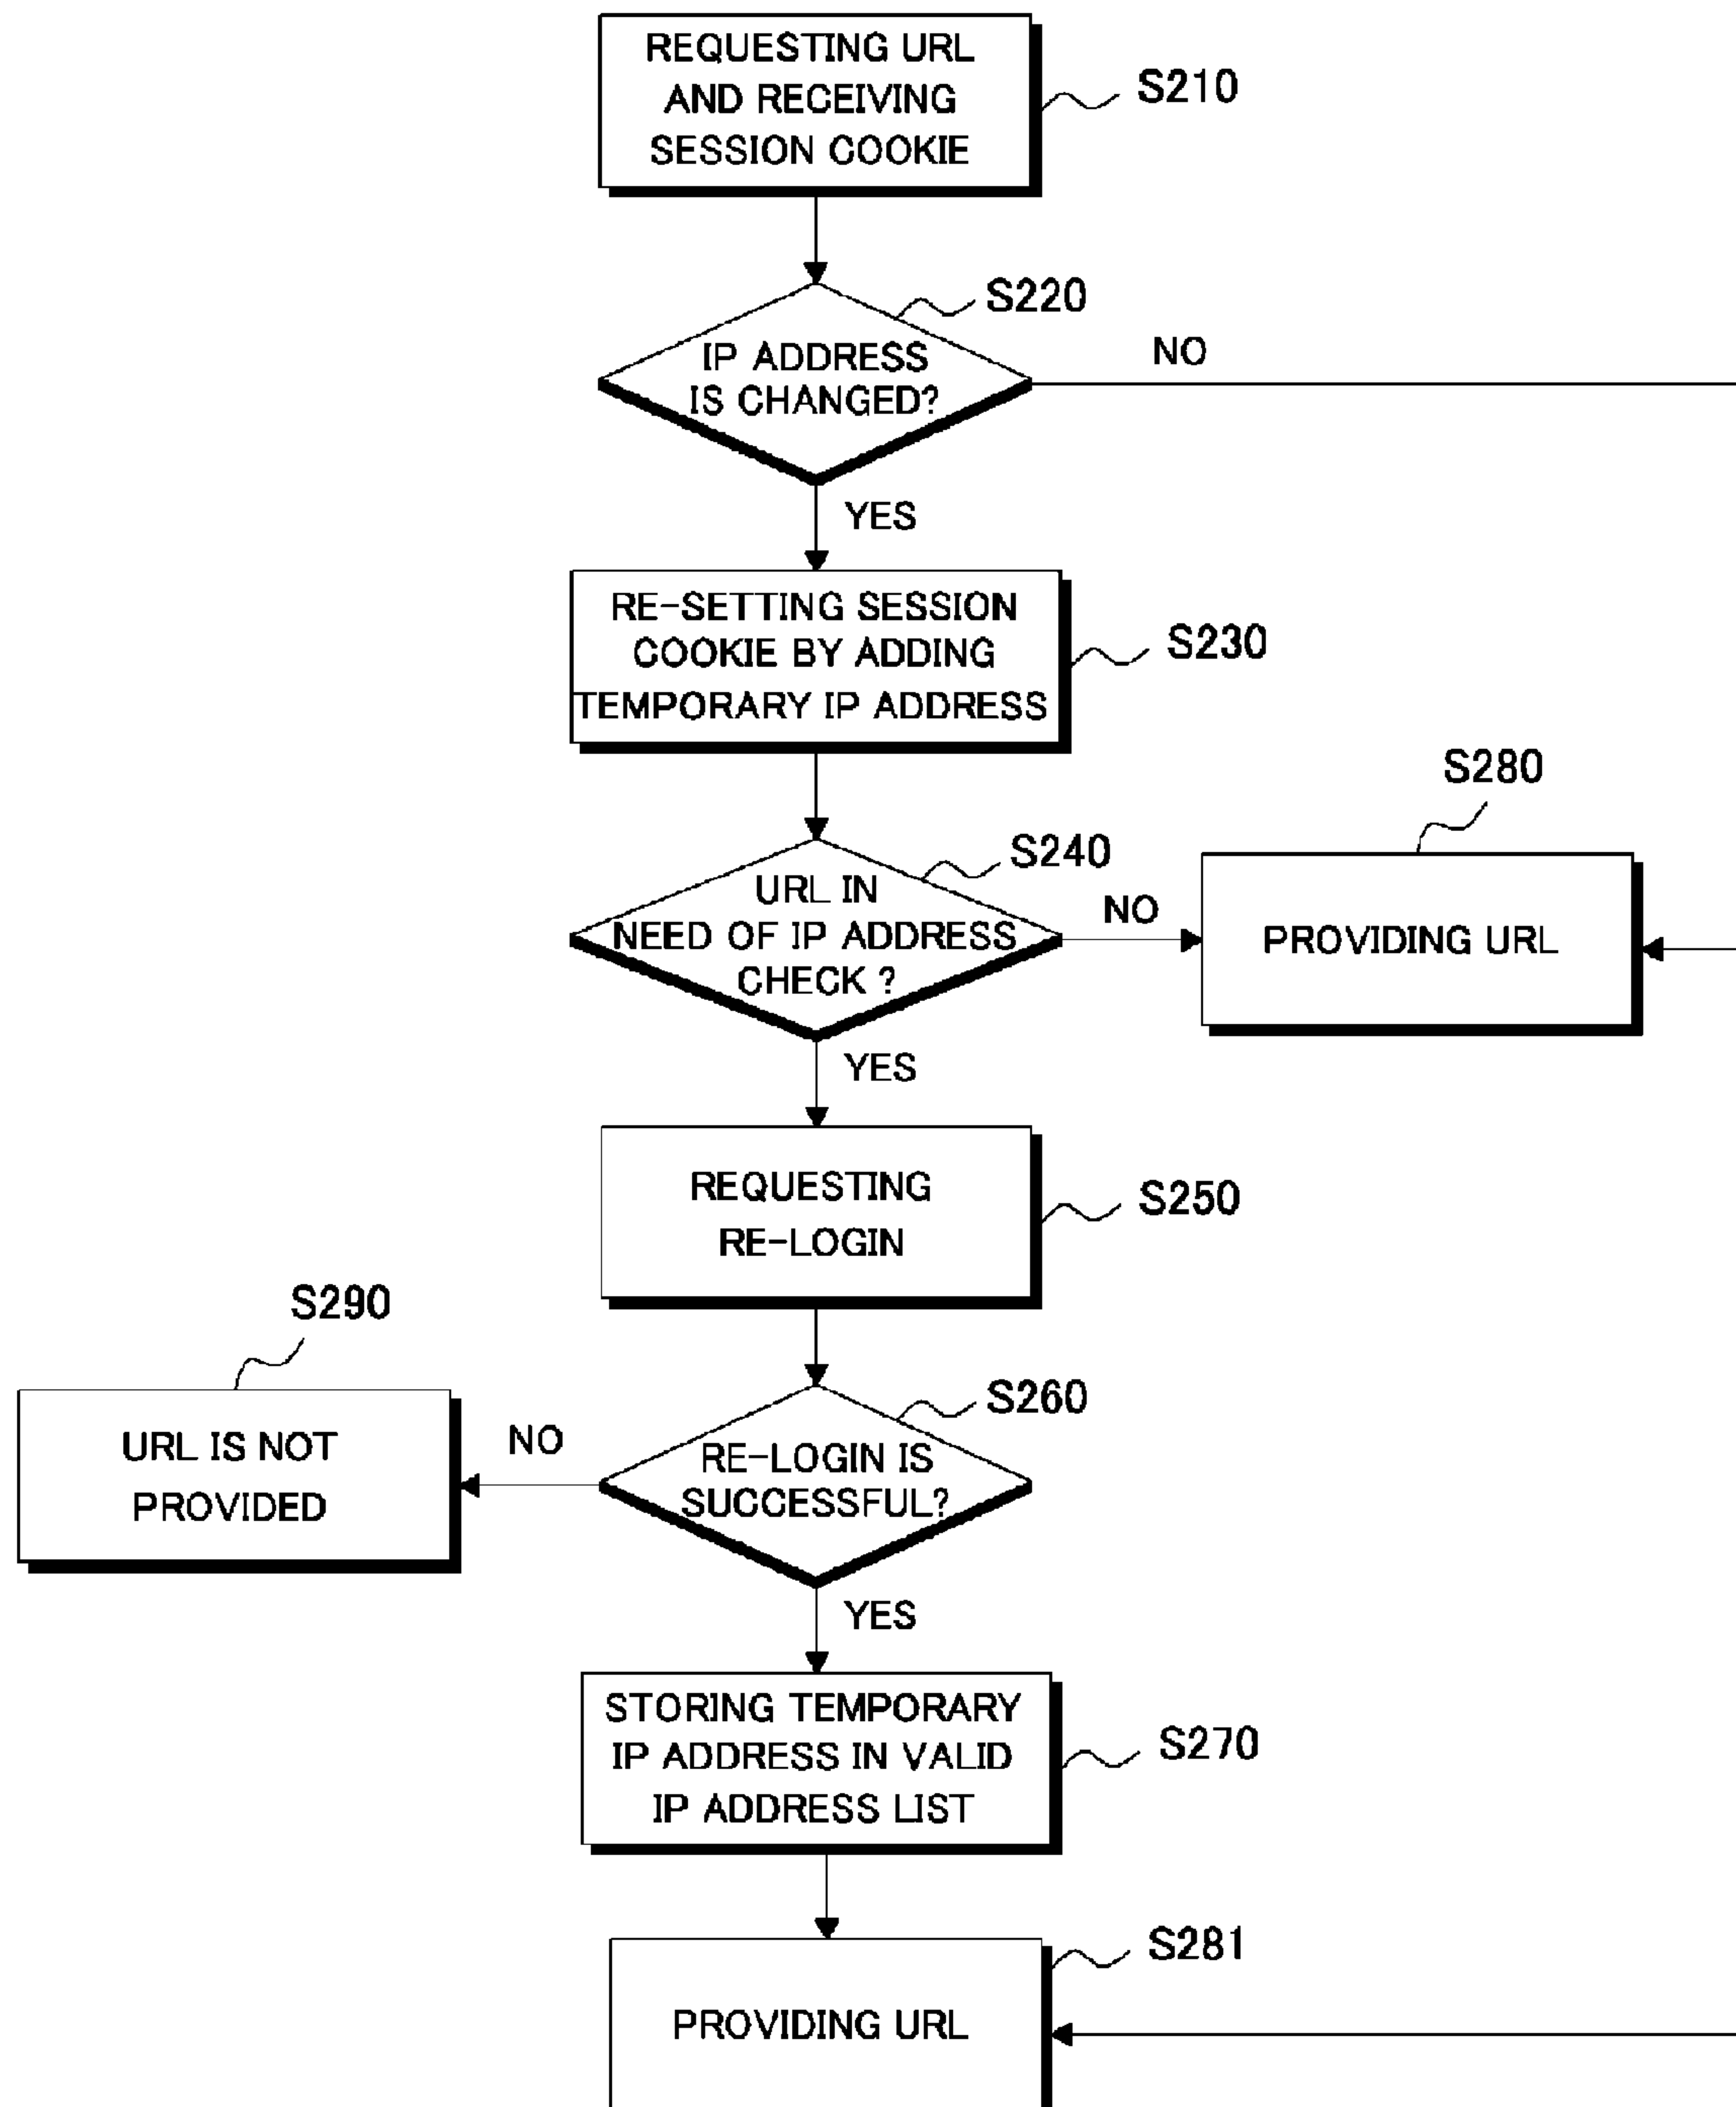 REQUESTING URL
AND RECEIVING
SESSION COOKIE
S210
S220
IP ADDRESS
IS CHANGED?
NO
YES
RE-SETTING SESSION
COOKIE BY ADDING
TEMPORARY IP ADDRESS
S230
S240
URL IN
NEED OF IP ADDRESS
CHECK ?
NO
S280
PROVIDING URL
YES
REQUESTING
RE-LOGIN
S250
S260
RE-LOGIN IS
SUCCESSFUL?
NO
S290
URL IS NOT
PROVIDED
YES
STORING TEMPORARY
IP ADDRESS IN VALID
IP ADDRESS LIST
S270
S281
PROVIDING URL